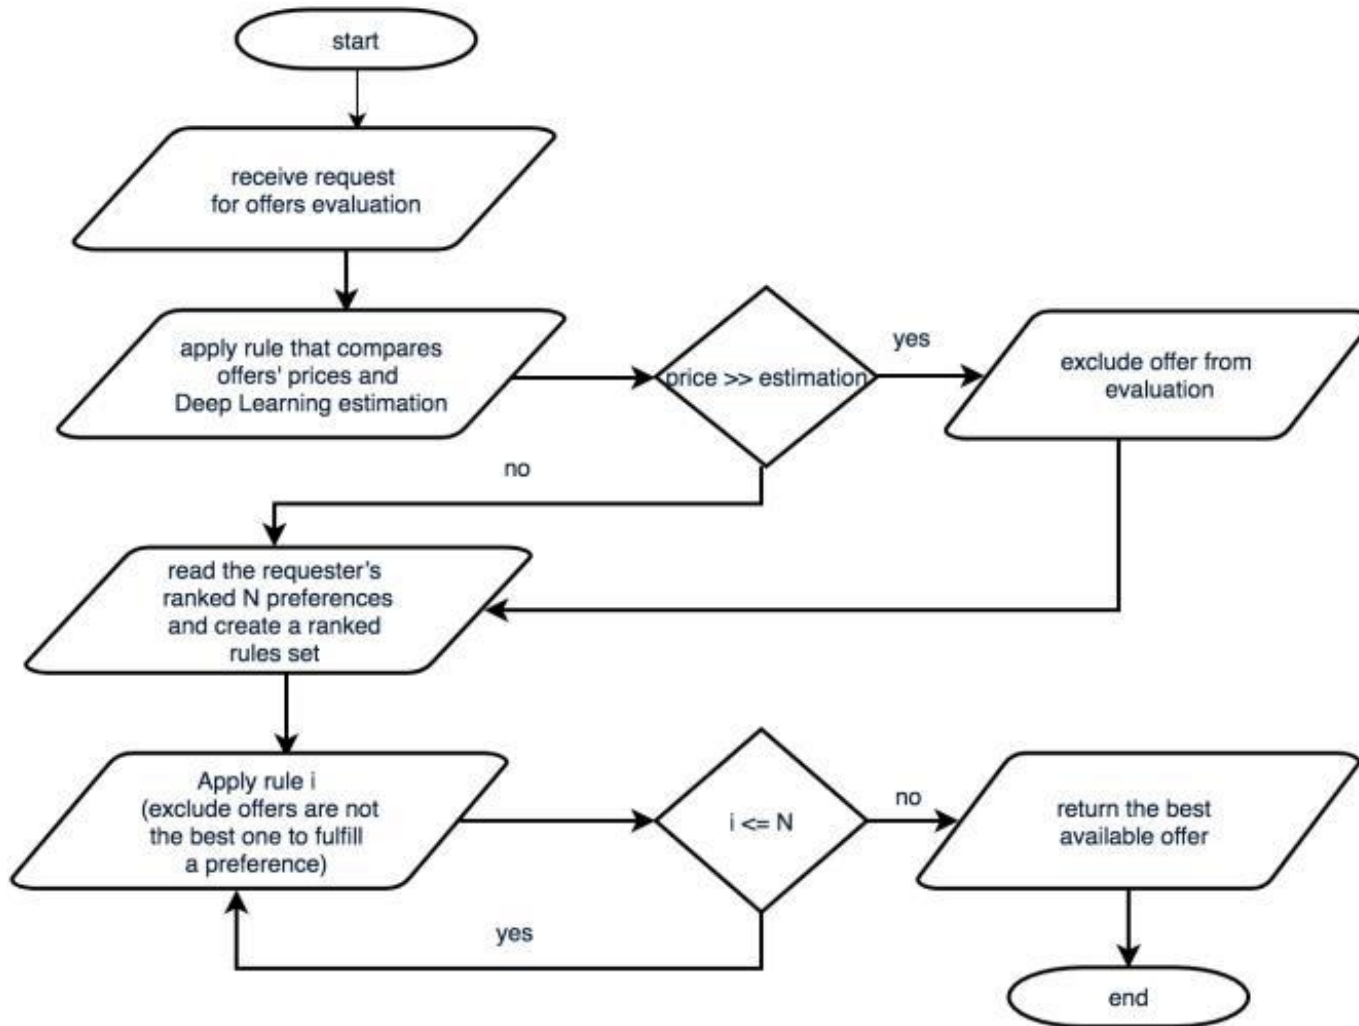 start
receive request
for offers evaluation
apply rule that compares
offers' prices and
Deep Learning estimation
price >> estimation
yes
exclude offer from
evaluation
no
read the requester's
ranked N preferences
and create a ranked
rules set
Apply rule i
(exclude offers are not
the best one to fulfill
a preference)
i <= N
no
return the best
available offer
yes
end